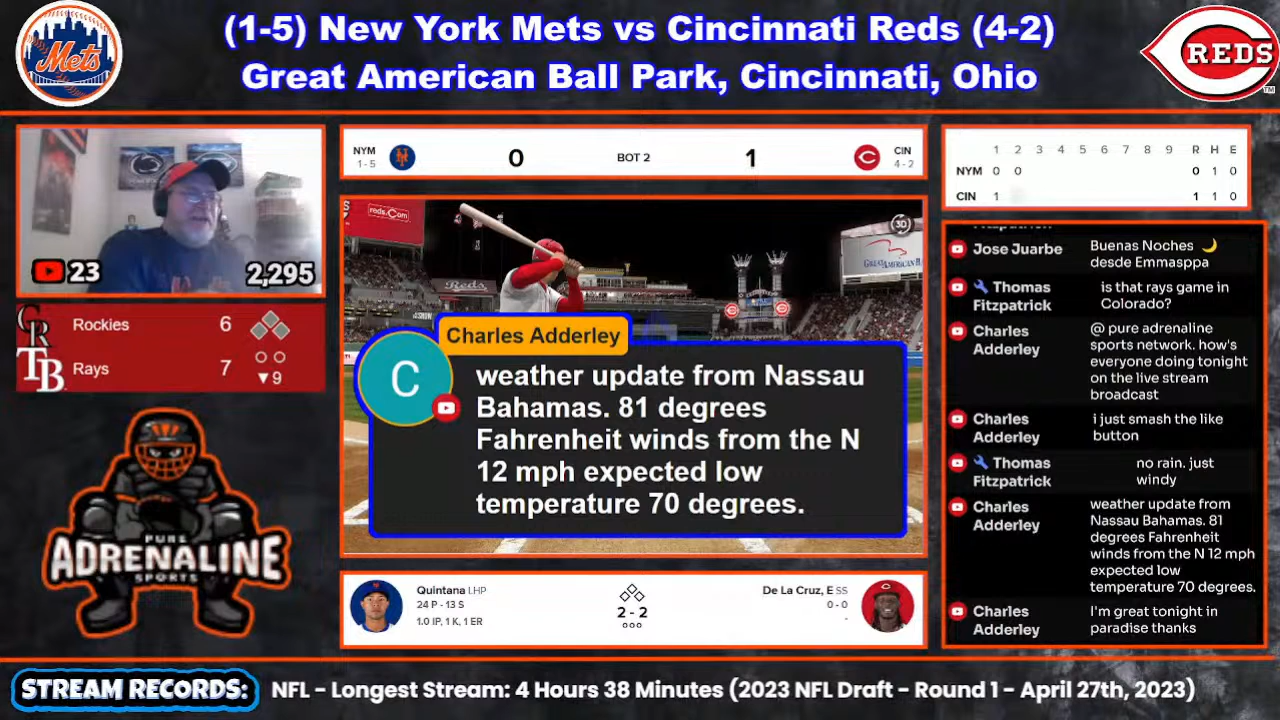 (1-5) New York Mets vs Cincinnati Reds (4-2)
Great American Ball Park, Cincinnati, Ohio
Mets
REDS
TM
23
2,295
Rockies 6
Rays 7
▼9
CR
TB
PURE
ADRENALINE
SPORTS
NYM
1 - 5
0
BOT 2
1
CIN
4 - 2
reds.Com
30
Reds
GREAT AMERICAN
Charles Adderley
C
weather update from Nassau
Bahamas. 81 degrees
Fahrenheit winds from the N
12 mph expected low
temperature 70 degrees.
Quintana LHP
24 P - 13 S
1.0 IP, 1 K, 1 ER
2 - 2
De La Cruz, E SS
0 - 0
-
1 2 3 4 5 6 7 8 9 R H E
NYM 0 0 0 1 0
CIN 1 1 1 0
Jose Juarbe Buenas Noches 🌙
desde Emmasppa
Thomas Fitzpatrick is that rays game in
Colorado?
Charles Adderley @ pure adrenaline
sports network. how's
everyone doing tonight
on the live stream
broadcast
Charles Adderley i just smash the like
button
Thomas Fitzpatrick no rain. just
windy
Charles Adderley weather update from
Nassau Bahamas. 81
degrees Fahrenheit
winds from the N 12 mph
expected low
temperature 70 degrees.
Charles Adderley I'm great tonight in
paradise thanks
STREAM RECORDS: NFL - Longest Stream: 4 Hours 38 Minutes (2023 NFL Draft - Round 1 - April 27th, 2023)